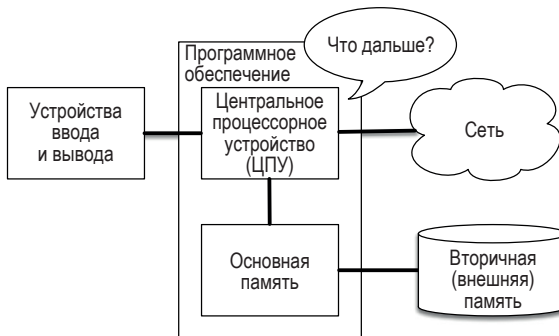 Программное
обеспечение
Что дальше?
Устройства
ввода
и вывода
Центральное
процессорное
устройство
(ЦПУ)
Сеть
Основная
память
Вторичная
(внешняя)
память